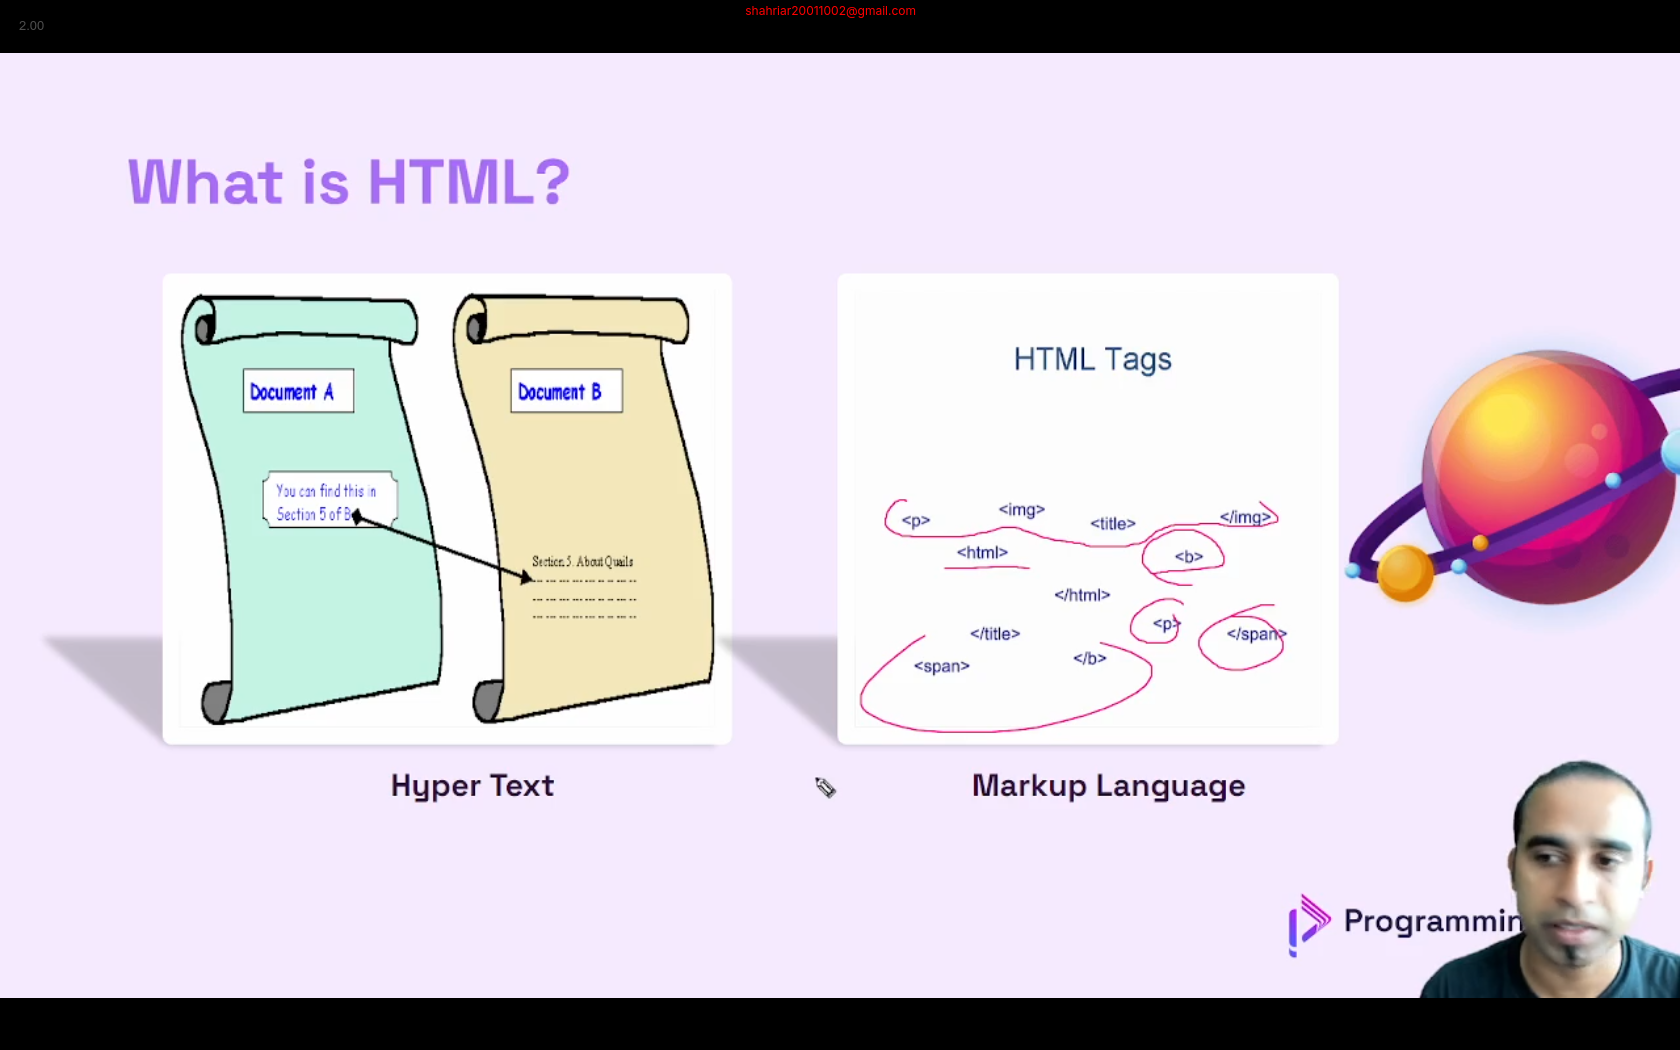 shahriar20011002@gmail.com
2.00
What is HTML?
Document A
You can find this in
Section 5 of B
Document B
Section 5. About Quails
HTML Tags
<p> <img> <title> </img>
<html> <b>
</html>
</title> <p> </span>
<span> </b>
Hyper Text
Markup Language